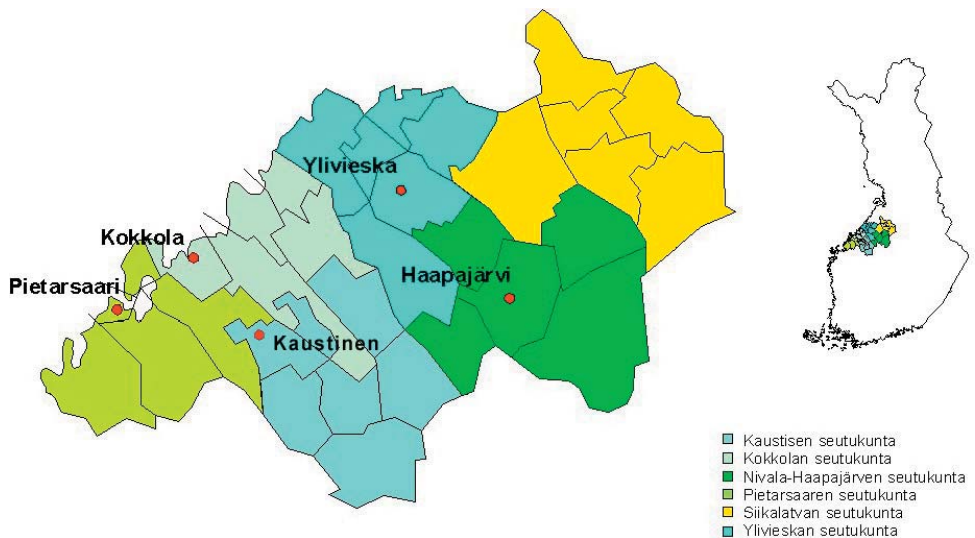 Ylivieska
Kokkola
Haapajärvi
Pietarsaari
Kaustinen
Kaustisen seutukunta
Kokkolan seutukunta
Nivala-Haapajärven seutukunta
Pietarsaaren seutukunta
Siikalatvan seutukunta
Ylivieskan seutukunta